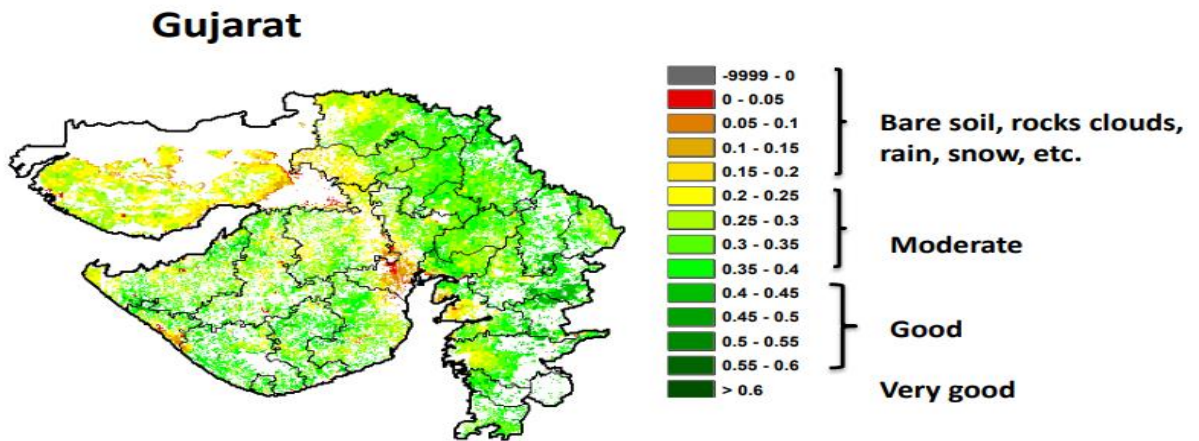 Gujarat
-9999 - 0
0 - 0.05
0.05 - 0.1
0.1 - 0.15
0.15 - 0.2
0.2 - 0.25
0.25 - 0.3
0.3 - 0.35
0.35 - 0.4
0.4 - 0.45
0.45 - 0.5
0.5 - 0.55
0.55 - 0.6
> 0.6
Bare soil, rocks clouds,
rain, snow, etc.
Moderate
Good
Very good